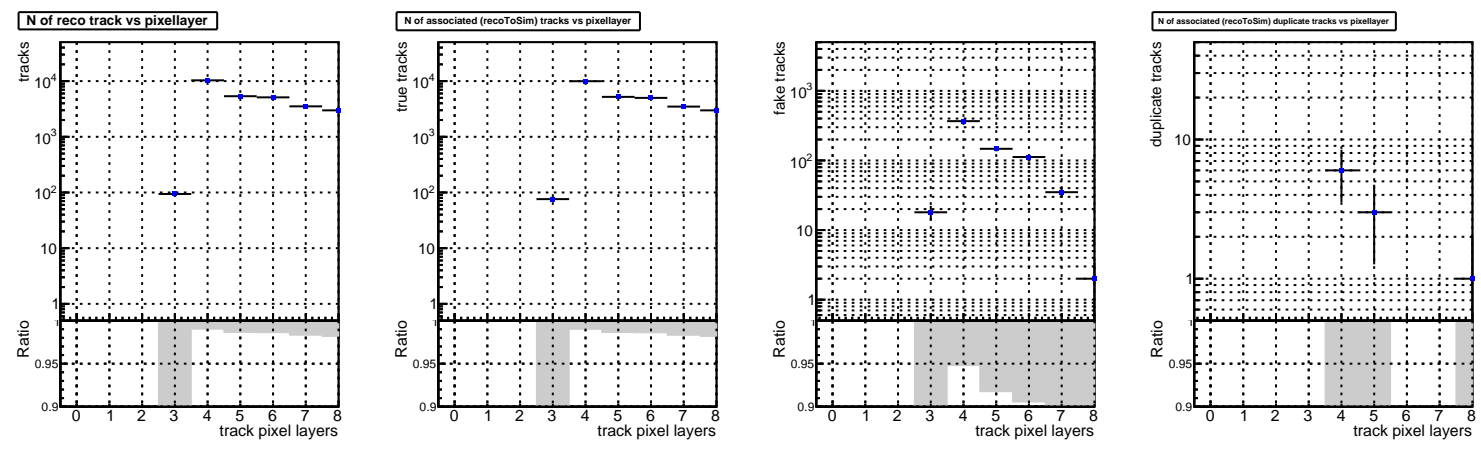 N of reco track vs pixellayer
tracks
10^4
10^3
10^2
10
1
Ratio
1
0.95
0.9
0 1 2 3 4 5 6 7 8
track pixel layers
N of associated (recoToSim) tracks vs pixellayer
true tracks
10^4
10^3
10^2
10
1
Ratio
1
0.95
0.9
0 1 2 3 4 5 6 7 8
track pixel layers
fake tracks
10^3
10^2
10
1
Ratio
1
0.95
0.9
0 1 2 3 4 5 6 7 8
track pixel layers
N of associated (recoToSim) duplicate tracks vs pixellayer
duplicate tracks
10
1
Ratio
1
0.95
0.9
0 1 2 3 4 5 6 7 8
track pixel layers